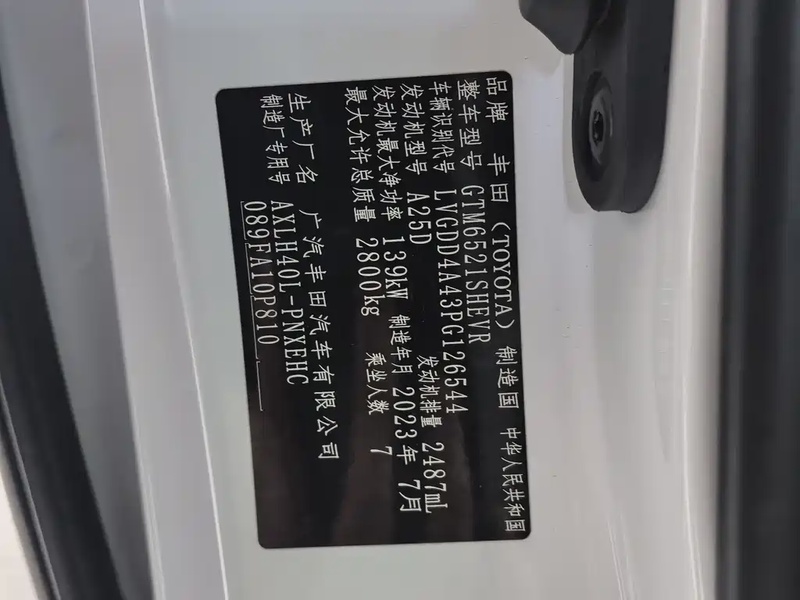 品牌 丰田 (TOYOTA) 制造国 中华人民共和国
整车型号 GTM6521SHEVR
车辆识别代号 LVGDD4A43PG126544
发动机型号 A25D 发动机排量 2487mL
发动机最大净功率 139kW 制造年月 2023年 7月
最大允许总质量 2800kg 乘坐人数 7
生产厂名 广汽丰田汽车有限公司
制造厂专用号 AXLH40L-PNXEHC
089FA10P810